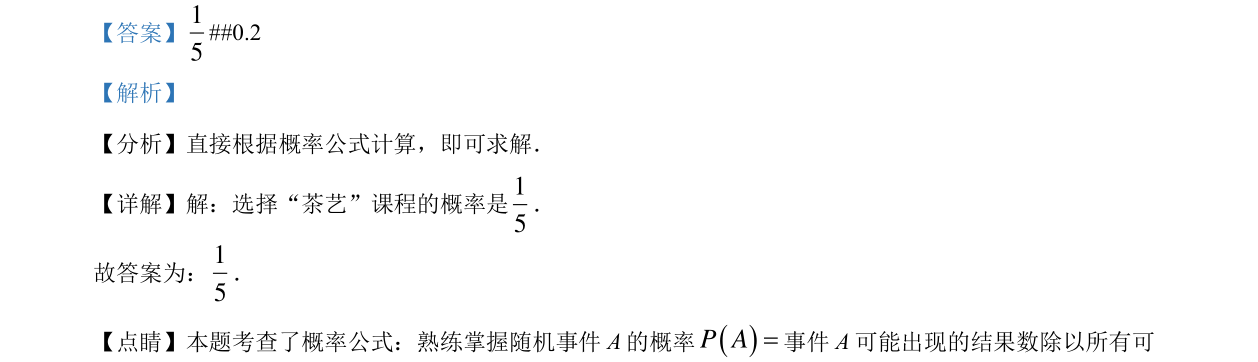 【答案】$\frac{1}{5}$##0.2
【解析】
【分析】直接根据概率公式计算，即可求解．
【详解】解：选择“茶艺”课程的概率是$\frac{1}{5}$．
故答案为：$\frac{1}{5}$．
【点睛】本题考查了概率公式：熟练掌握随机事件 A 的概率 $P(A)=$事件 A 可能出现的结果数除以所有可